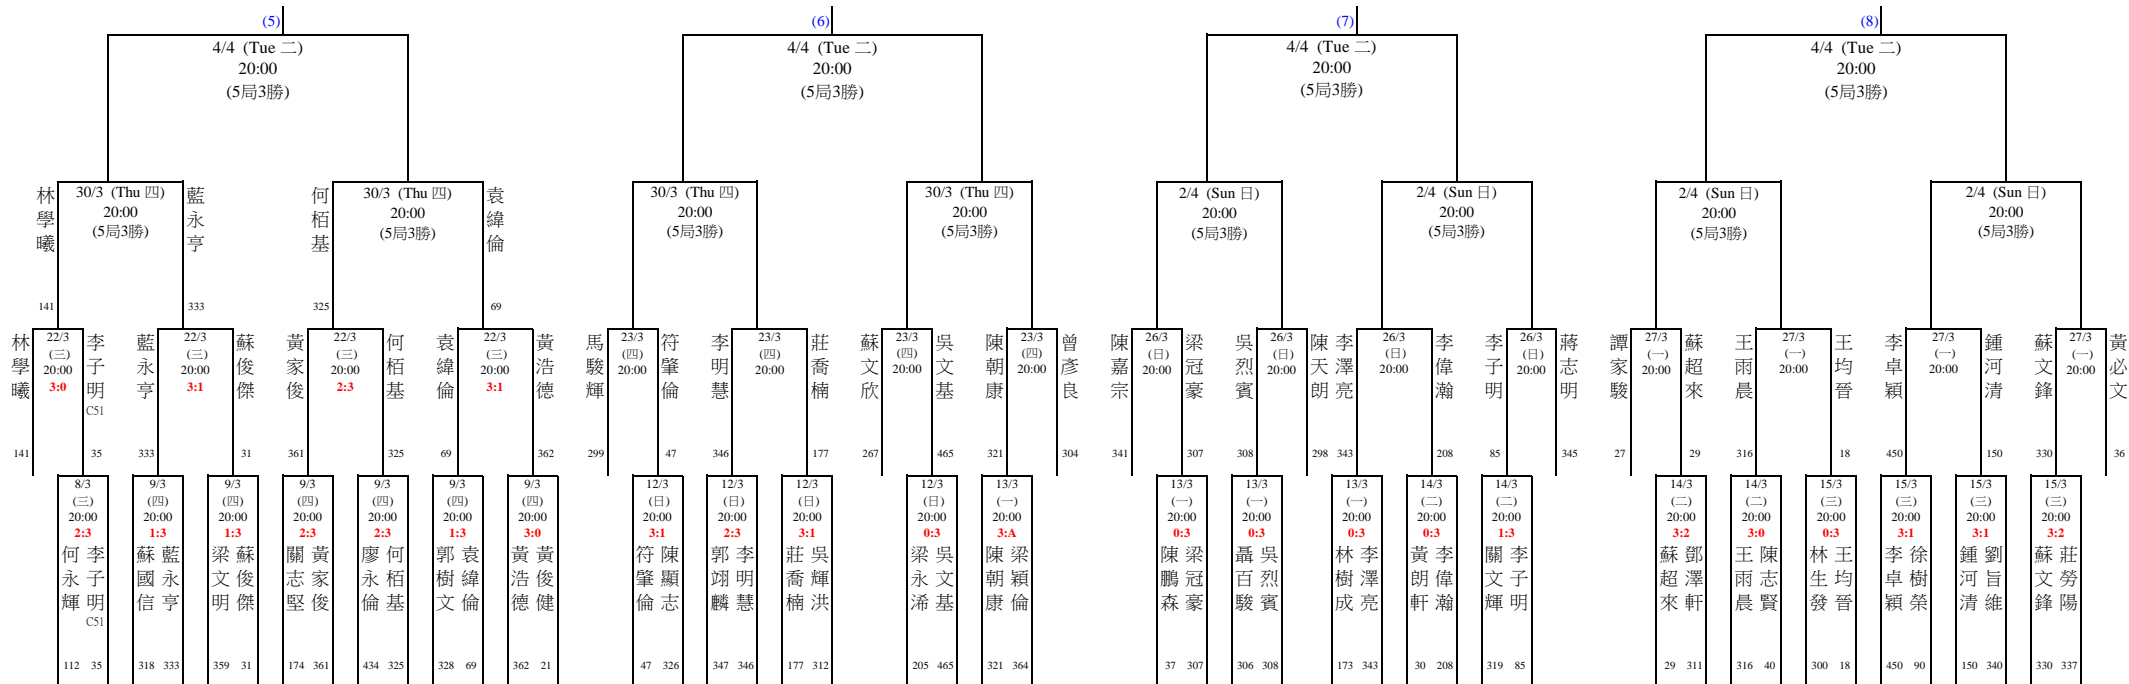 (5)
(6)
(7)
(8)
4/4 (Tue 二)
20:00
(5局3勝)
4/4 (Tue 二)
20:00
(5局3勝)
4/4 (Tue 二)
20:00
(5局3勝)
4/4 (Tue 二)
20:00
(5局3勝)
林學曦
141
30/3 (Thu 四)
20:00
(5局3勝)
藍永亨
333
何栢基
325
30/3 (Thu 四)
20:00
(5局3勝)
袁緯倫
69
30/3 (Thu 四)
20:00
(5局3勝)
30/3 (Thu 四)
20:00
(5局3勝)
2/4 (Sun 日)
20:00
(5局3勝)
2/4 (Sun 日)
20:00
(5局3勝)
2/4 (Sun 日)
20:00
(5局3勝)
2/4 (Sun 日)
20:00
(5局3勝)
林學曦
141
22/3
(三)
20:00
3:0
李子明
C51
35
藍永亨
333
22/3
(三)
20:00
3:1
蘇俊傑
31
黃家俊
361
22/3
(三)
20:00
2:3
何栢基
325
袁緯倫
69
22/3
(三)
20:00
3:1
黃浩德
362
馬駿輝
299
23/3
(四)
20:00
符肇倫
47
李明慧
346
23/3
(四)
20:00
莊喬楠
177
蘇文欣
267
23/3
(四)
20:00
吳文基
465
陳朝康
321
23/3
(四)
20:00
曾彥良
304
陳嘉宗
341
26/3
(日)
20:00
梁冠豪
307
吳烈賓
308
26/3
(日)
20:00
陳天朗
298
李澤亮
343
26/3
(日)
20:00
李偉瀚
208
李子明
85
26/3
(日)
20:00
蔣志明
345
譚家駿
27
27/3
(一)
20:00
蘇超來
29
王雨晨
316
27/3
(一)
20:00
王均晉
18
李卓穎
450
27/3
(一)
20:00
鍾河清
150
蘇文鋒
330
27/3
(一)
20:00
黃必文
36
8/3
(三)
20:00
2:3
何永輝
李子明
C51
112 35
9/3
(四)
20:00
1:3
蘇國信
藍永亨
318 333
9/3
(四)
20:00
1:3
梁文明
蘇俊傑
359 31
9/3
(四)
20:00
2:3
關志堅
黃家俊
174 361
9/3
(四)
20:00
2:3
廖永倫
何栢基
434 325
9/3
(四)
20:00
1:3
郭樹文
袁緯倫
328 69
9/3
(四)
20:00
3:0
黃浩德
黃俊健
362 21
12/3
(日)
20:00
3:1
符肇倫
陳顯志
47 326
12/3
(日)
20:00
2:3
郭翊麟
李明慧
347 346
12/3
(日)
20:00
3:1
莊喬楠
吳輝洪
177 312
12/3
(日)
20:00
0:3
梁永浠
吳文基
205 465
13/3
(一)
20:00
3:A
陳朝康
梁穎倫
321 364
13/3
(一)
20:00
0:3
陳鵬森
梁冠豪
37 307
13/3
(一)
20:00
0:3
聶百駿
吳烈賓
306 308
13/3
(一)
20:00
0:3
林樹成
李澤亮
173 343
14/3
(二)
20:00
0:3
黃朗軒
李偉瀚
30 208
14/3
(二)
20:00
1:3
關文輝
李子明
319 85
14/3
(二)
20:00
3:2
蘇超來
鄧澤軒
29 311
14/3
(二)
20:00
3:0
王雨晨
陳志賢
316 40
15/3
(三)
20:00
0:3
林生發
王均晉
300 18
15/3
(三)
20:00
3:1
李卓穎
徐樹榮
450 90
15/3
(三)
20:00
3:1
鍾河清
劉旨維
150 340
15/3
(三)
20:00
3:2
蘇文鋒
莊勞陽
330 337